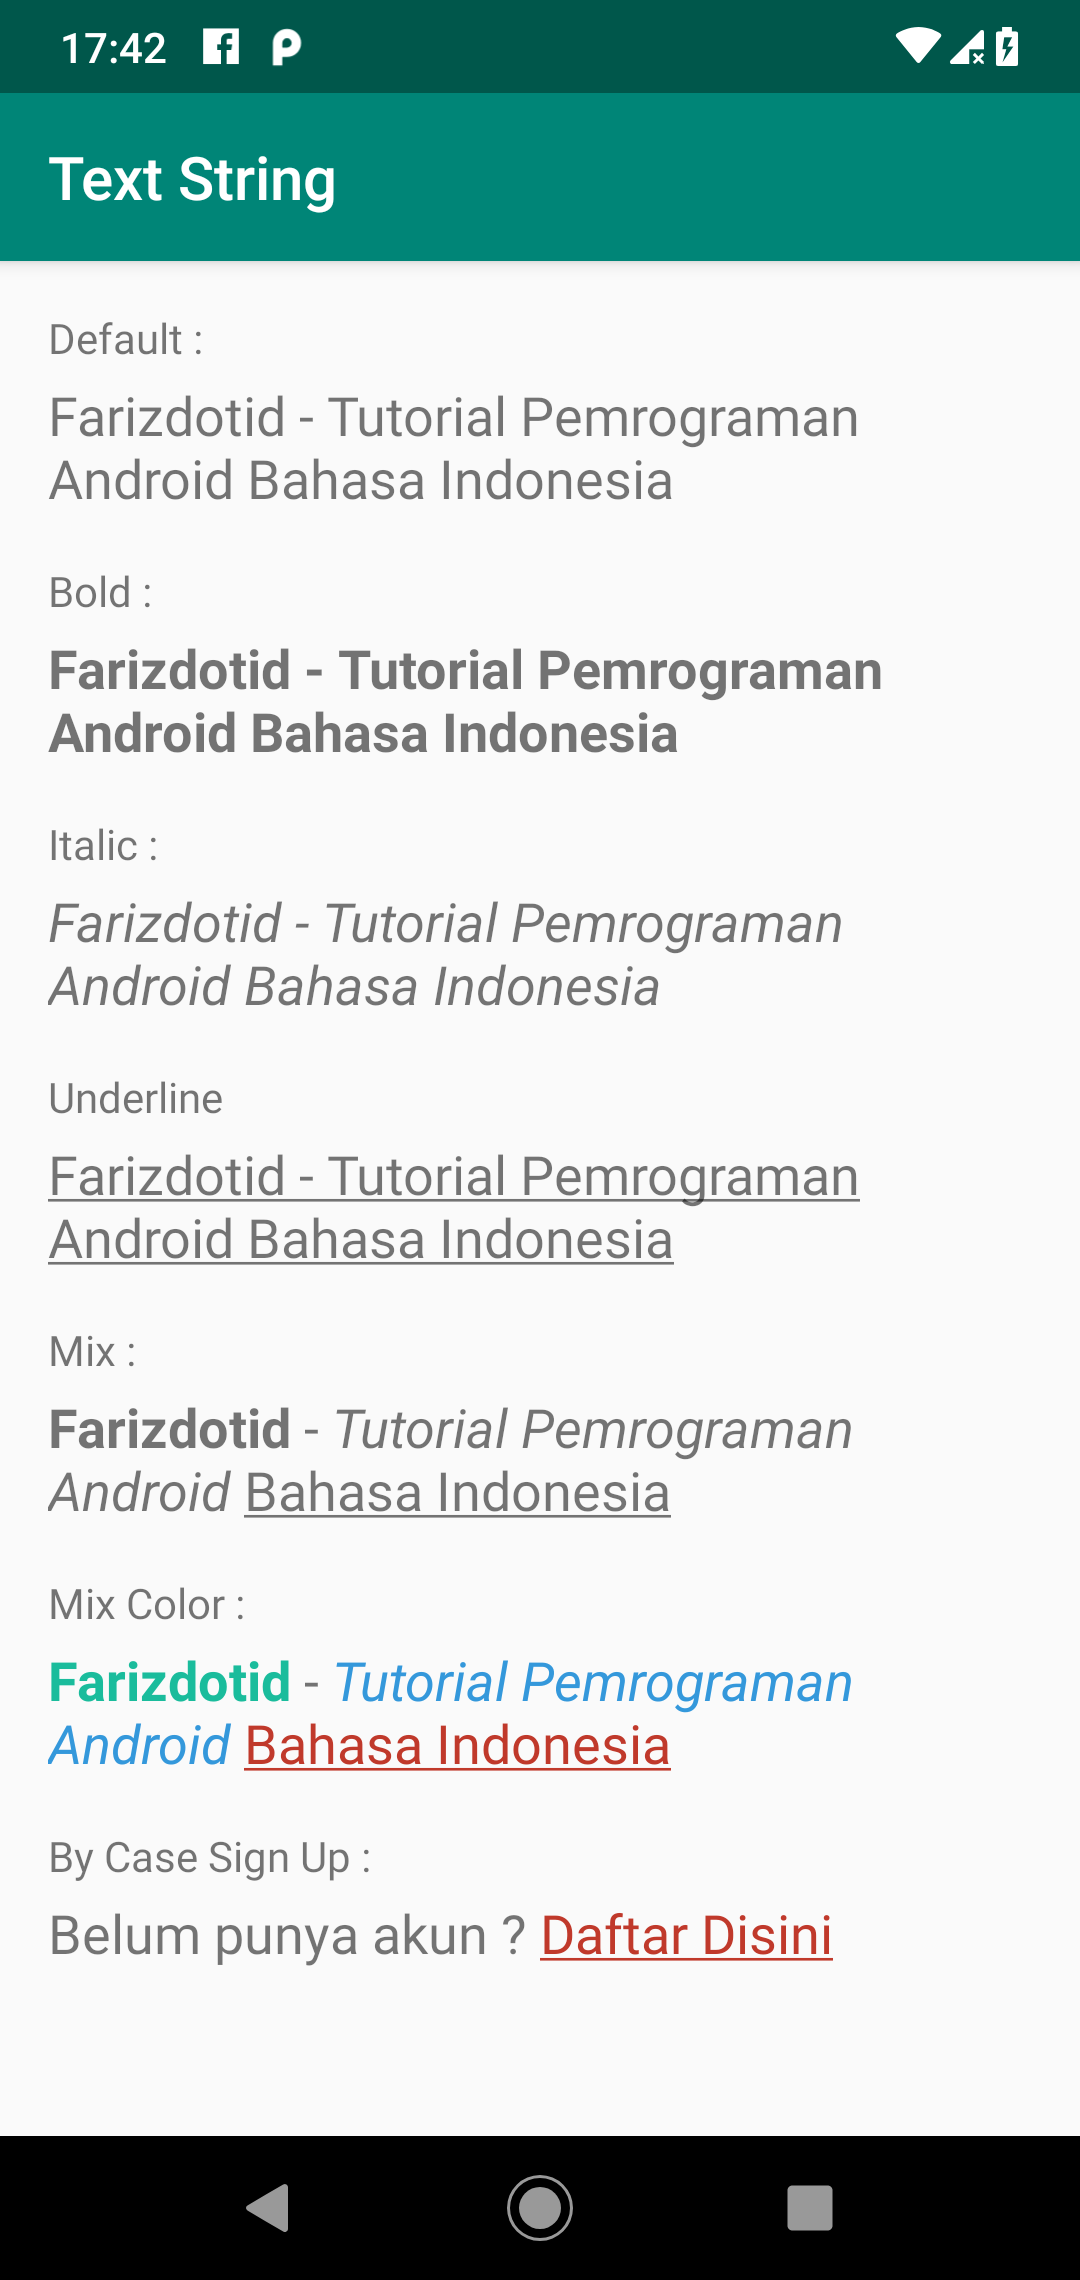 17:42
Text String
Default :
Farizdotid - Tutorial Pemrograman
Android Bahasa Indonesia
Bold :
Farizdotid - Tutorial Pemrograman
Android Bahasa Indonesia
Italic :
Farizdotid - Tutorial Pemrograman
Android Bahasa Indonesia
Underline
Farizdotid - Tutorial Pemrograman
Android Bahasa Indonesia
Mix :
Farizdotid - Tutorial Pemrograman
Android Bahasa Indonesia
Mix Color :
Farizdotid - Tutorial Pemrograman
Android Bahasa Indonesia
By Case Sign Up :
Belum punya akun ? Daftar Disini